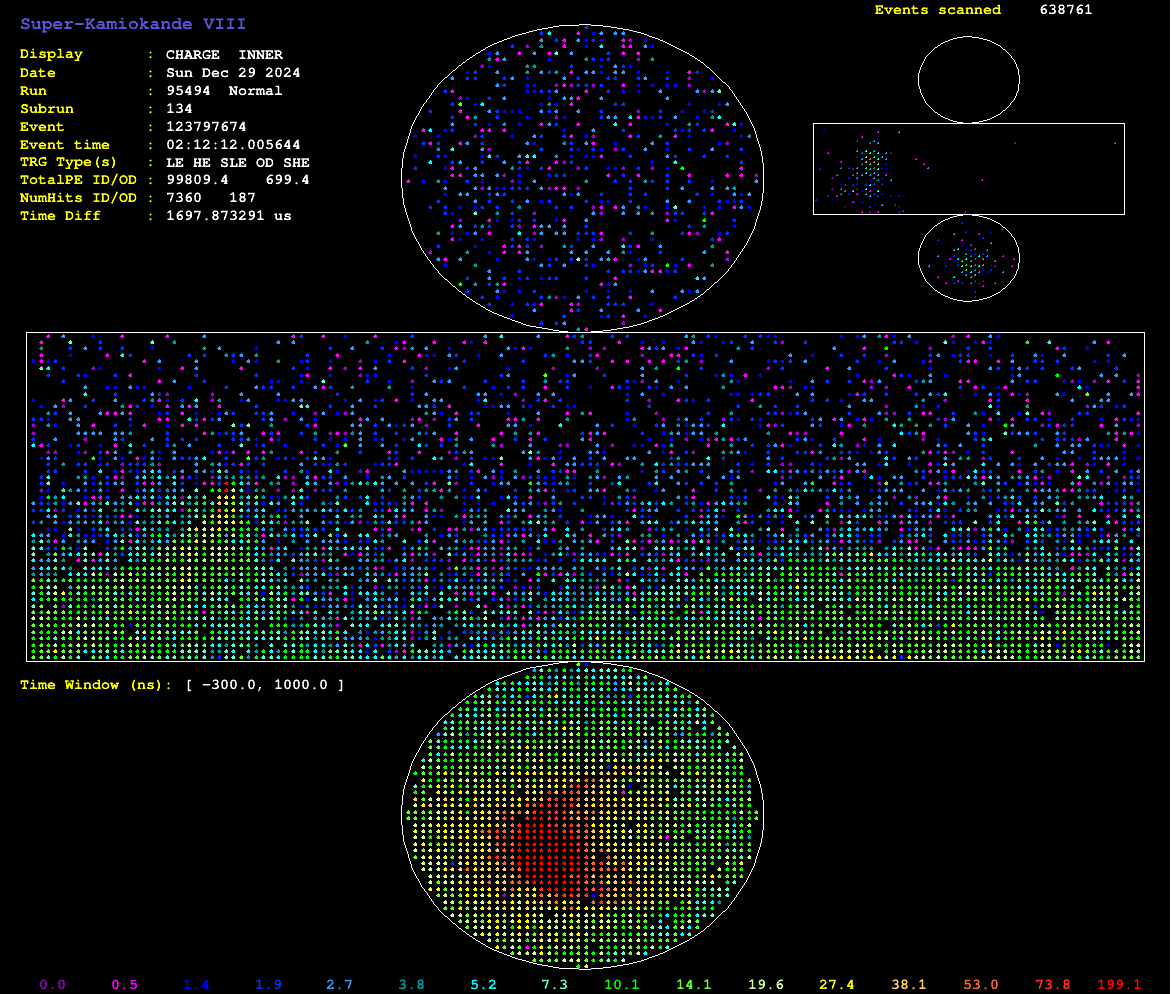 Super-Kamiokande VIII
Events scanned 638761
Display : CHARGE INNER
Date : Sun Dec 29 2024
Run : 95494 Normal
Subrun : 134
Event : 123797674
Event time : 02:12:12.005644
TRG Type(s) : LE HE SLE OD SHE
TotalPE ID/OD : 99809.4 699.4
NumHits ID/OD : 7360 187
Time Diff : 1697.873291 us
Time Window (ns): [ −300.0, 1000.0 ]
0.0 0.5 1.4 1.9 2.7 3.8 5.2 7.3 10.1 14.1 19.6 27.4 38.1 53.0 73.8 199.1